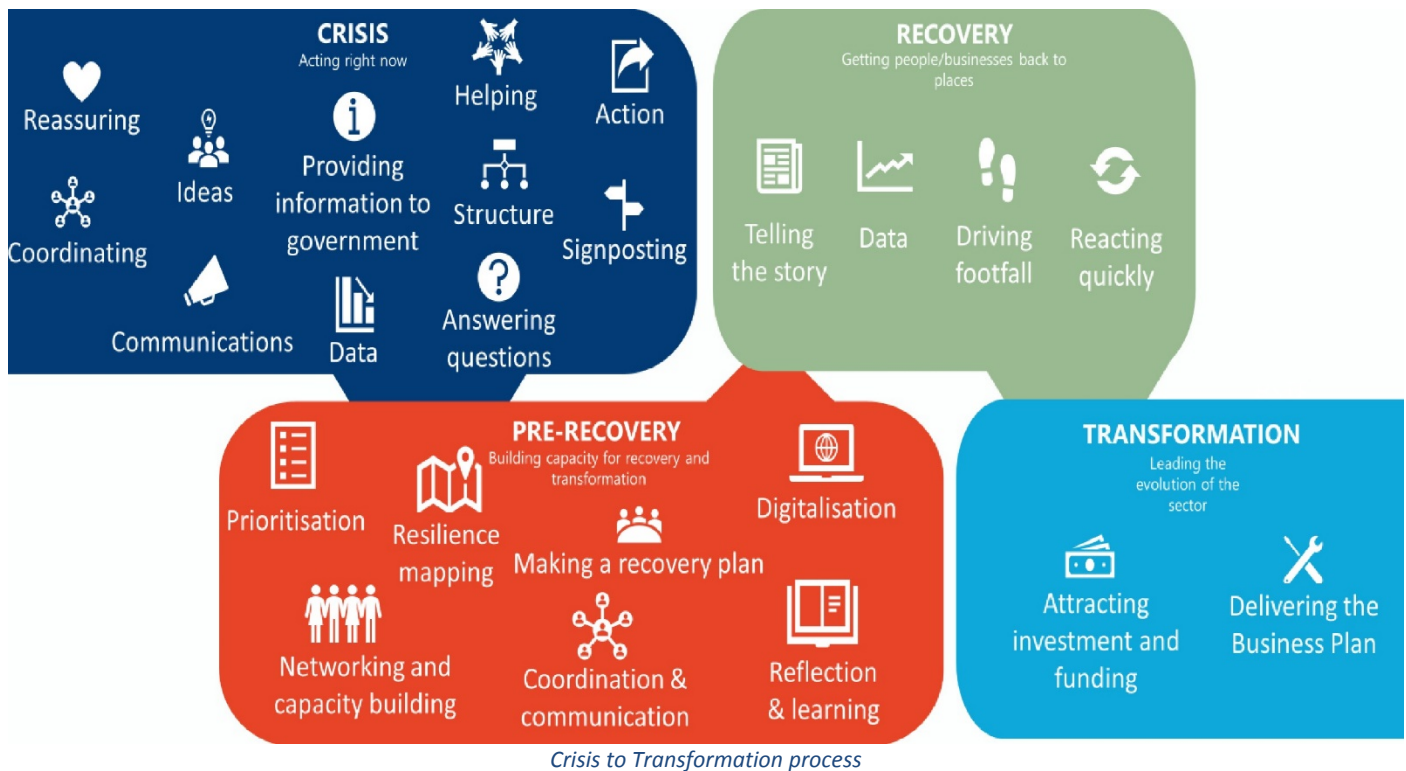 CRISIS
Acting right now
Reassuring
Ideas
Providing
information to
government
Helping
Action
Coordinating
Structure
Signposting
Communications
Data
Answering
questions
RECOVERY
Getting people/businesses back to
places
Telling
the story
Data
Driving
footfall
Reacting
quickly
PRE-RECOVERY
Building capacity for recovery and
transformation
Prioritisation
Resilience
mapping
Making a recovery plan
Digitalisation
Networking and
capacity building
Coordination &
communication
Reflection
& learning
TRANSFORMATION
Leading the
evolution of the
sector
Attracting
investment and
funding
Delivering the
Business Plan
Crisis to Transformation process